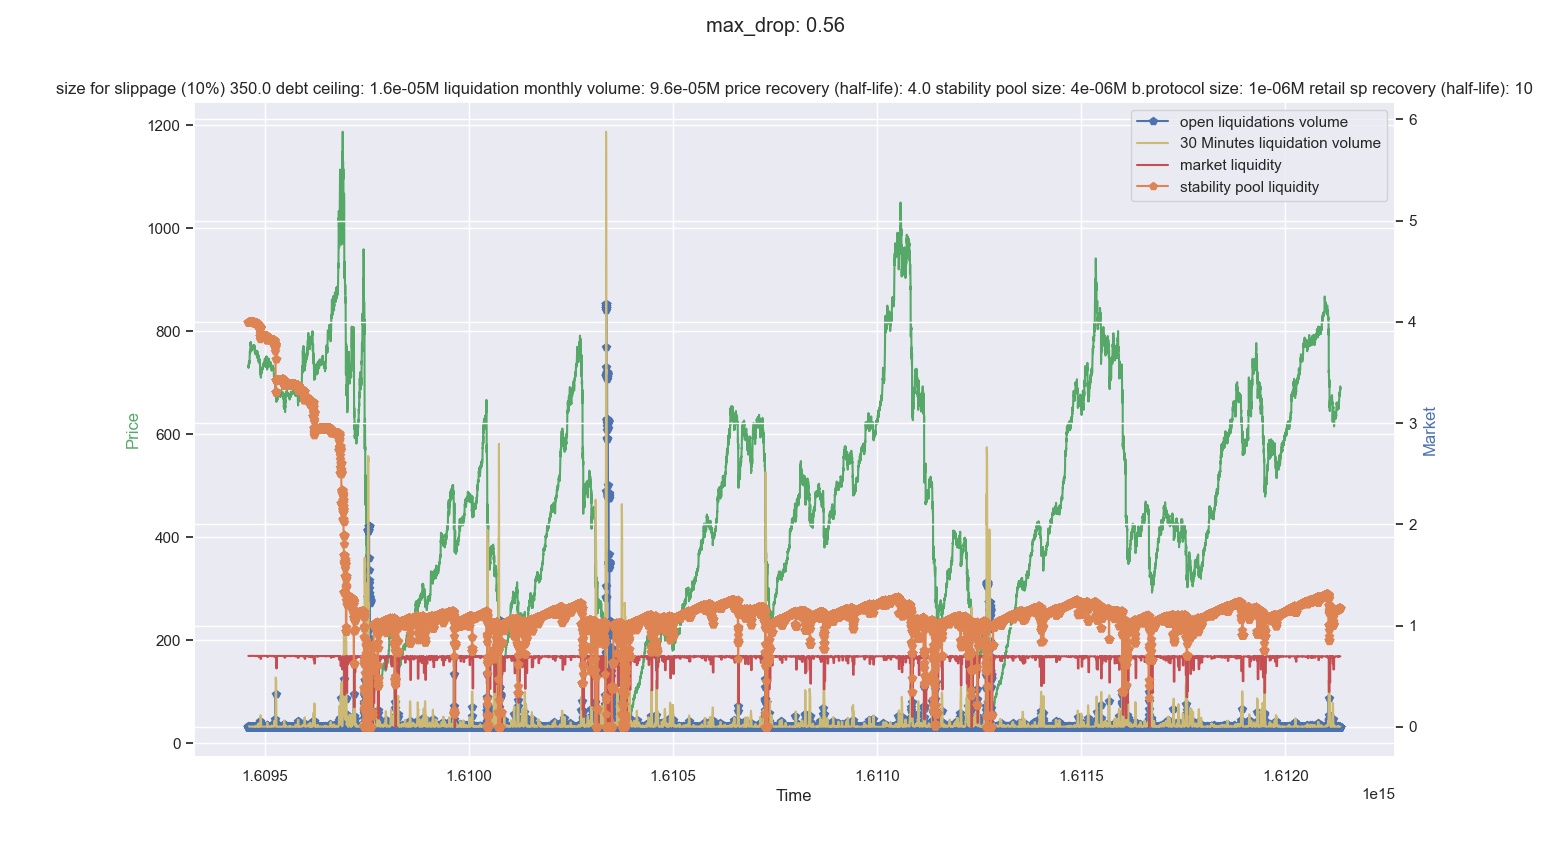 max_drop: 0.56
size for slippage (10%) 350.0 debt ceiling: 1.6e-05M liquidation monthly volume: 9.6e-05M price recovery (half-life): 4.0 stability pool size: 4e-06M b.protocol size: 1e-06M retail sp recovery (half-life): 10
open liquidations volume
30 Minutes liquidation volume
market liquidity
stability pool liquidity
1200
1000
800
600
400
200
0
Price
6
5
4
3
2
1
0
Market
1.6095 1.6100 1.6105 1.6110 1.6115 1.6120
Time
1e15